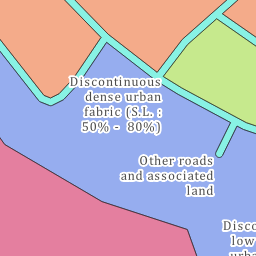 Discontinuous
dense urban
fabric (S.L. :
50% - 80%)
Other roads
and associated
land
Disco
low
urba